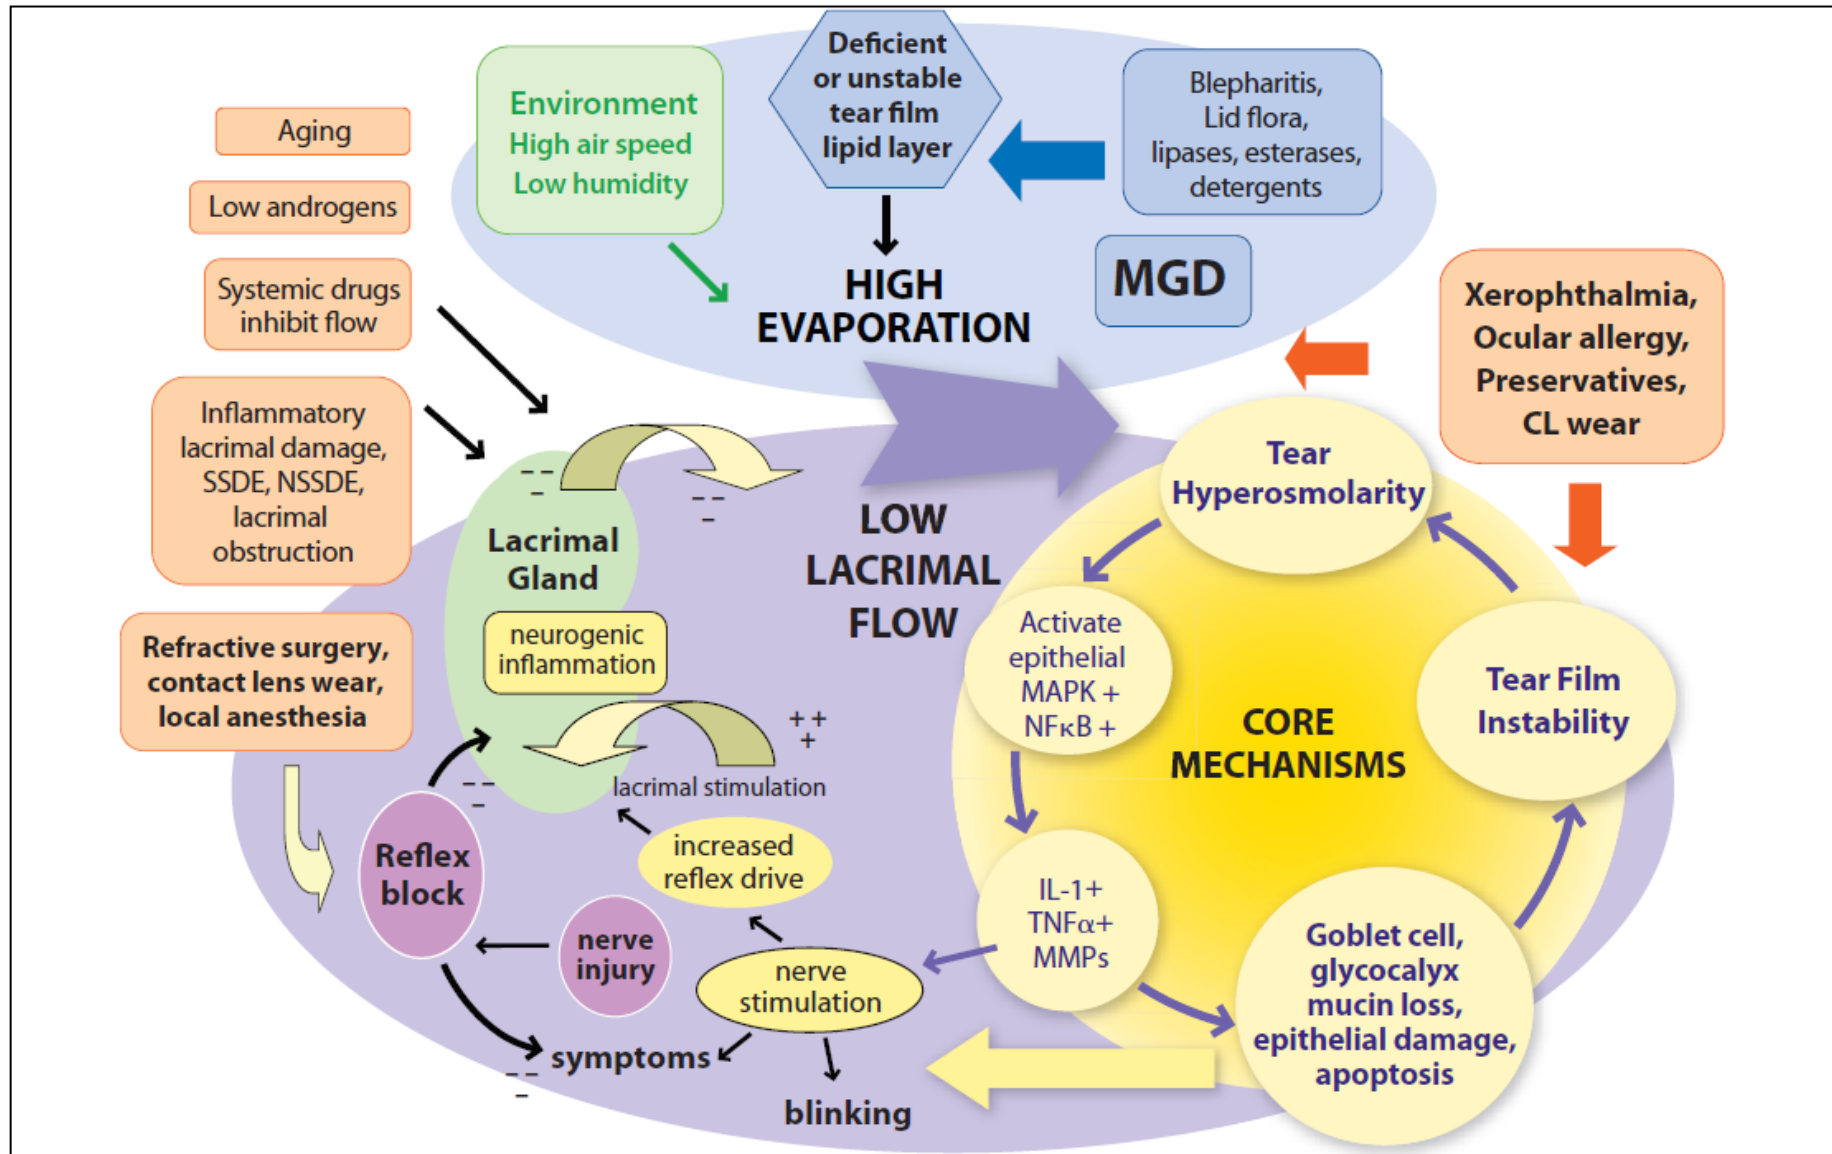 Deficient
or unstable
tear film
lipid layer
Environment
High air speed
Low humidity
Blepharitis,
Lid flora,
lipases, esterases,
detergents
Aging
Low androgens
Systemic drugs
inhibit flow
HIGH
EVAPORATION
MGD
Xerophthalmia,
Ocular allergy,
Preservatives,
CL wear
Inflammatory
lacrimal damage,
SSDE, NSSDE,
lacrimal
obstruction
– –
–
– –
–
Lacrimal
Gland
neurogenic
inflammation
LOW
LACRIMAL
FLOW
Tear
Hyperosmolarity
Activate
epithelial
MAPK +
NFκB +
CORE
MECHANISMS
Tear Film
Instability
Refractive surgery,
contact lens wear,
local anesthesia
+ +
+
– –
–
lacrimal stimulation
increased
reflex drive
Reflex
block
nerve
injury
nerve
stimulation
IL-1+
TNFα+
MMPs
Goblet cell,
glycocalyx
mucin loss,
epithelial damage,
apoptosis
symptoms
– –
–
blinking